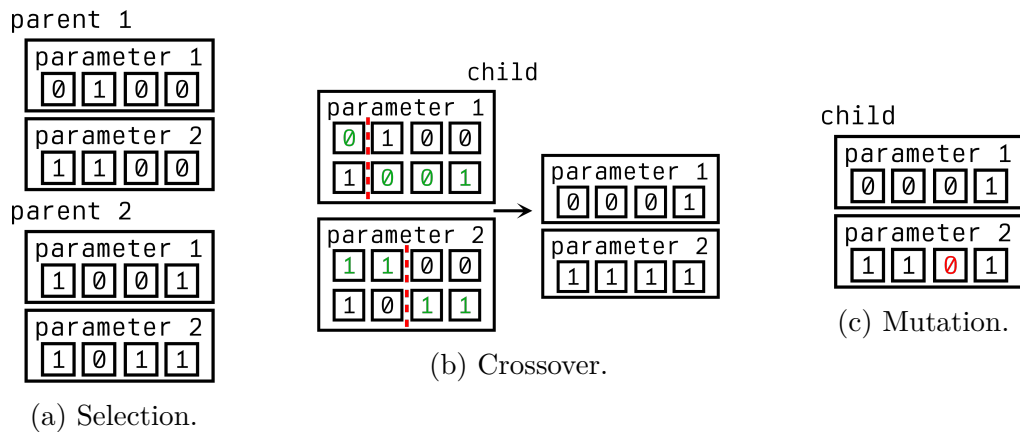 parent 1
parameter 1
0 1 0 0
parameter 2
1 1 0 0
parent 2
parameter 1
1 0 0 1
parameter 2
1 0 1 1
(a) Selection.
child
parameter 1
0 1 0 0
1 0 0 1
parameter 2
1 1 0 0
1 0 1 1
parameter 1
0 0 0 1
parameter 2
1 1 1 1
(b) Crossover.
child
parameter 1
0 0 0 1
parameter 2
1 1 0 1
(c) Mutation.